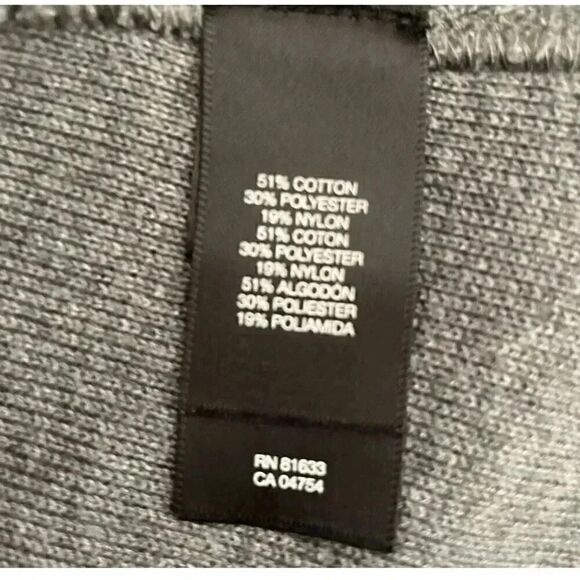 51% COTTON
30% POLYESTER
19% NYLON
51% COTON
30% POLYESTER
19% NYLON
51% ALGODÓN
30% POLIESTER
19% POLIAMIDA
RN 81633
CA 04754